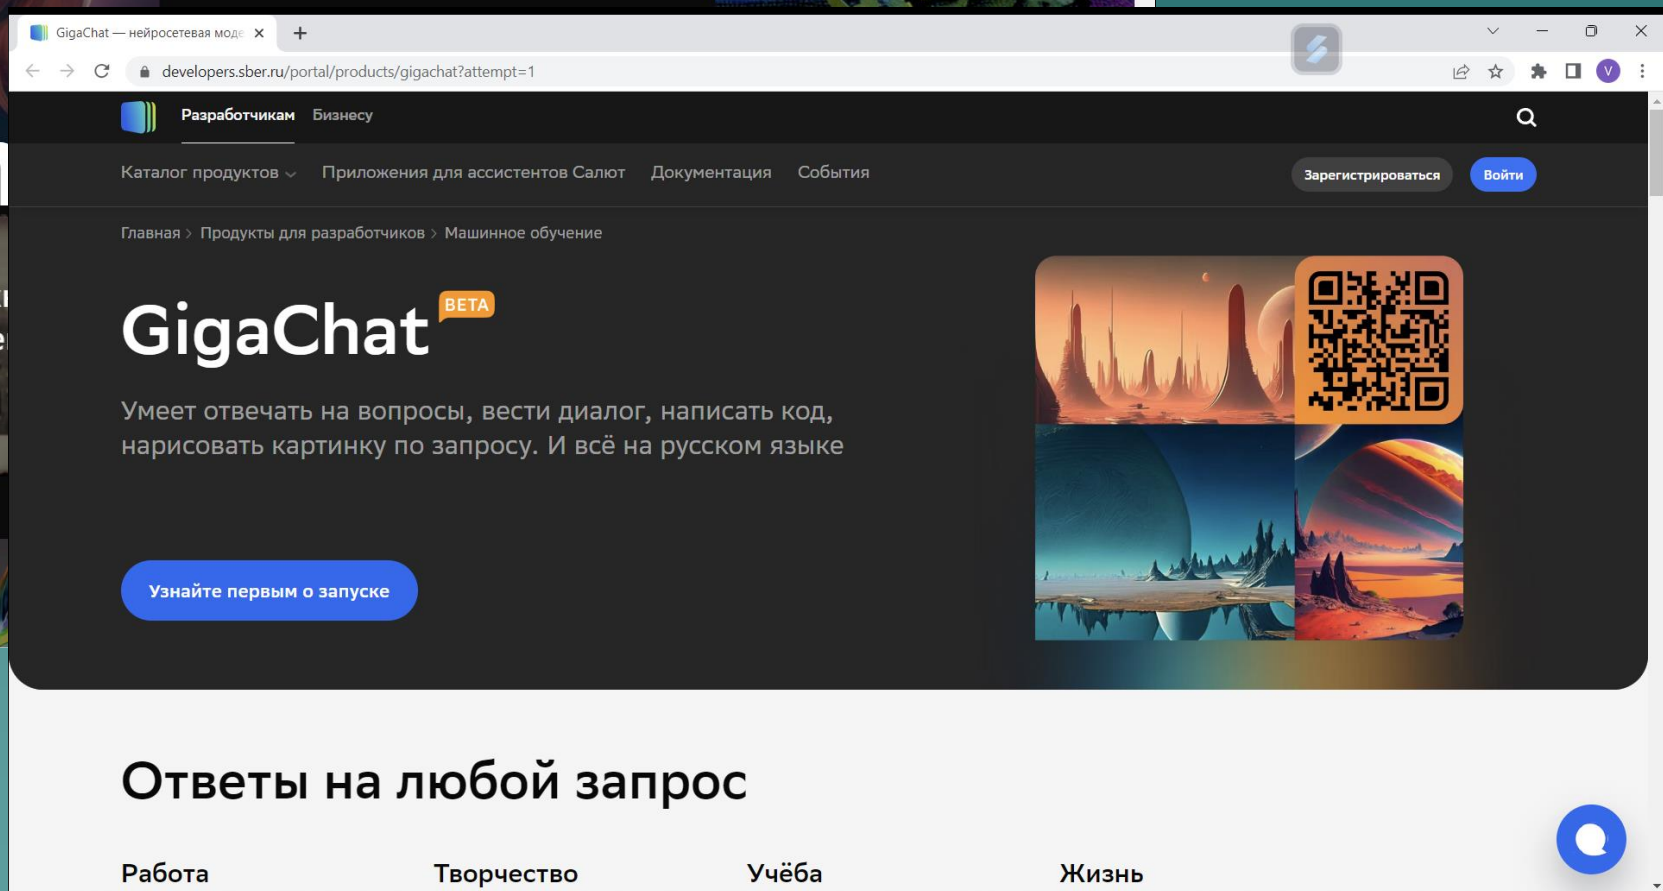 GigaChat — нейросетевая моде
developers.sber.ru/portal/products/gigachat?attempt=1
V
Разработчикам Бизнесу
Каталог продуктов Приложения для ассистентов Салют Документация События
Зарегистрироваться Войти
Главная > Продукты для разработчиков > Машинное обучение
GigaChat BETA
Умеет отвечать на вопросы, вести диалог, написать код,
нарисовать картинку по запросу. И всё на русском языке
Узнайте первым о запуске
Ответы на любой запрос
Работа Творчество Учёба Жизнь